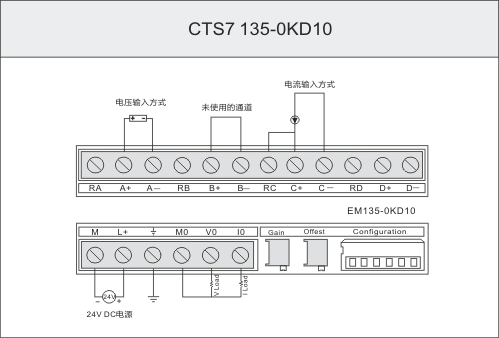 CTS7 135-0KD10
电流输入方式
电压输入方式
未使用的通道
RA A+ A— RB B+ B— RC C+ C— RD D+ D—
EM135-0KD10
M L+ M0 V0 I0 Gain Offest Configuration
V Load
I Load
− 24V +
24V DC电源